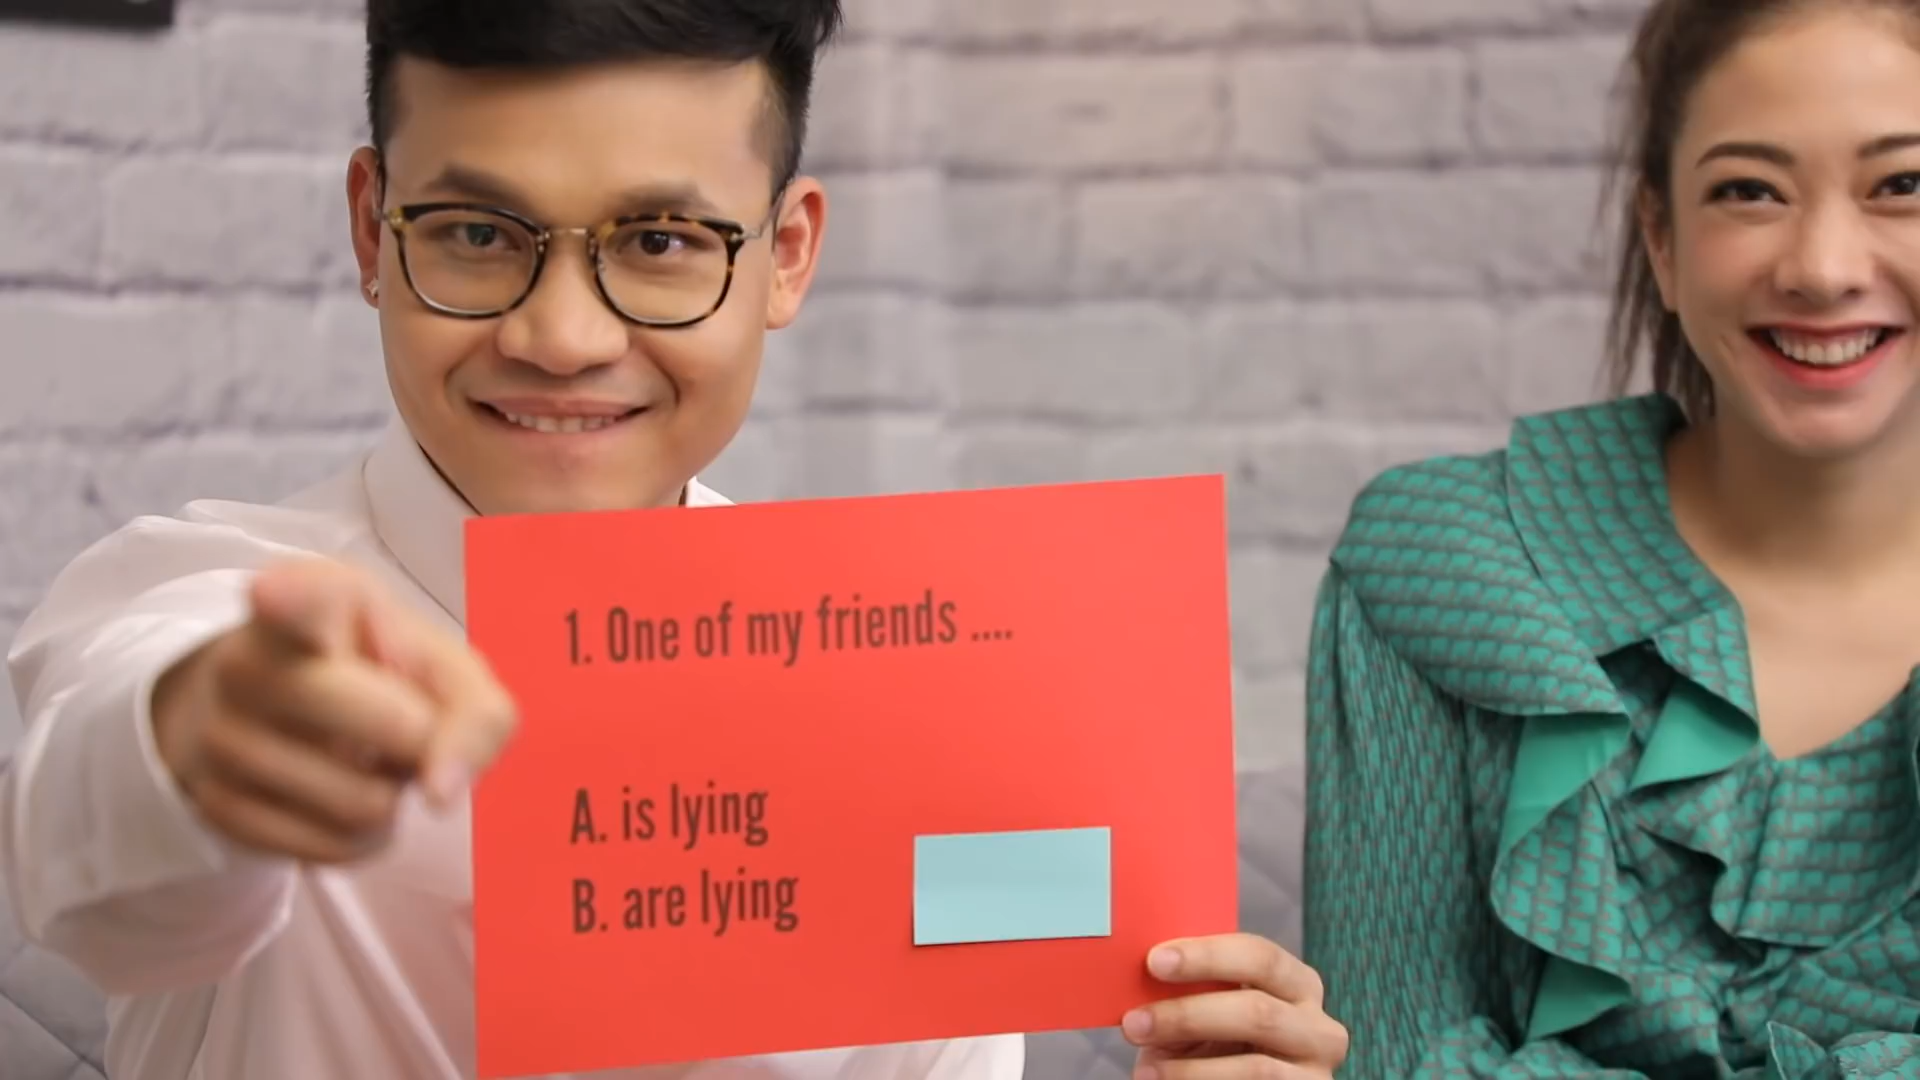 1. One of my friends ....
A. is lying
B. are lying